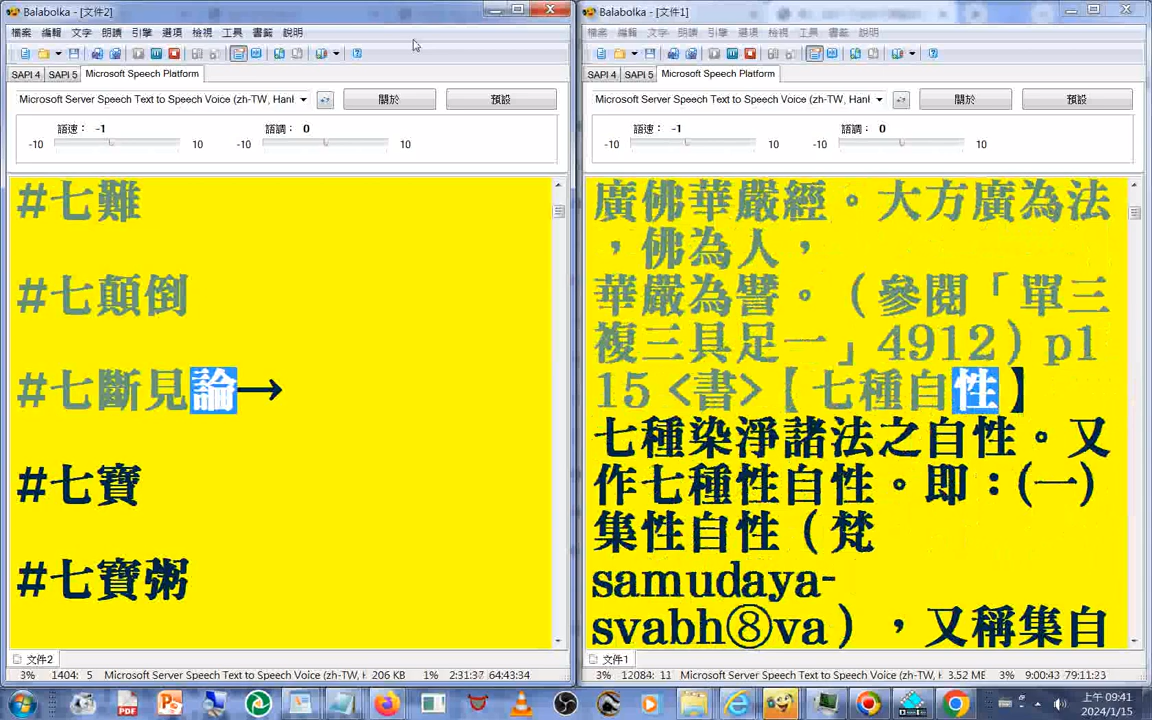 Balabolka - [文件2]
檔案 編輯 文字 朗讀 引擎 選項 檢視 工具 書籤 說明
SAPI 4 SAPI 5 Microsoft Speech Platform
Microsoft Server Speech Text to Speech Voice (zh-TW, Hanl
關於 預設
語速： -1 語調： 0
-10 10 -10 10
#七難
#七顛倒
#七斷見論→
#七寶
#七寶粥
文件2
3% 1404: 5 Microsoft Server Speech Text to Speech Voice (zh-TW, 206 KB 1% 2:31:37 64:43:34
Balabolka - [文件1]
檔案 編輯 文字 朗讀 引擎 選項 檢視 工具 書籤 說明
SAPI 4 SAPI 5 Microsoft Speech Platform
Microsoft Server Speech Text to Speech Voice (zh-TW, Hanl
關於 預設
語速： -1 語調： 0
-10 10 -10 10
廣佛華嚴經。大方廣為法
，佛為人，
華嚴為譬。（參閱「單三
複三具足一」4912）p1
15 <書>【七種自性】
七種染淨諸法之自性。又
作七種性自性。即：(一)
集性自性（梵
samudaya-
svabh⑧va），又稱集自
文件1
3% 12084: 11 Microsoft Server Speech Text to Speech Voice (zh-TW, H 3.52 ME 3% 9:00:43 79:11:23
上午 09:41
2024/1/15